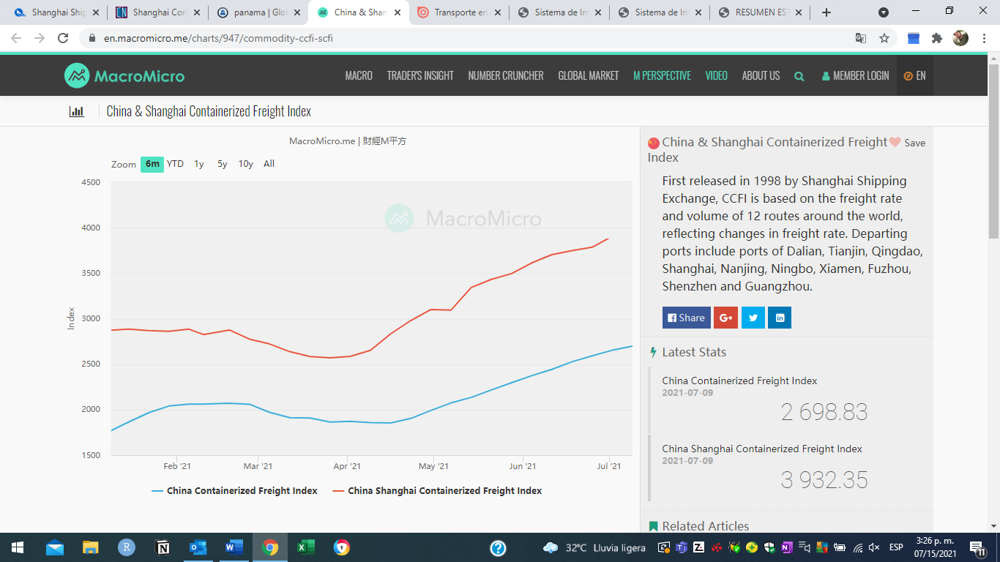 Shanghai Ship
Shanghai Con
panama | Glo
China & Shan
Transporte en
Sistema de In
Sistema de In
RESUMEN EST
en.macromicro.me/charts/947/commodity-ccfi-scfi
MacroMicro
MACRO
TRADER'S INSIGHT
NUMBER CRUNCHER
GLOBAL MARKET
M PERSPECTIVE
VIDEO
ABOUT US
MEMBER LOGIN
EN
China & Shanghai Containerized Freight Index
MacroMicro.me | 財經M平方
Zoom 6m YTD 1y 5y 10y All
4500
4000
3500
3000
2500
2000
1500
Index
MacroMicro
Feb '21
Mar '21
Apr '21
May '21
Jun '21
Jul '21
China Containerized Freight Index
China Shanghai Containerized Freight Index
China & Shanghai Containerized Freight
Index
Save
First released in 1998 by Shanghai Shipping
Exchange, CCFI is based on the freight rate
and volume of 12 routes around the world,
reflecting changes in freight rate. Departing
ports include ports of Dalian, Tianjin, Qingdao,
Shanghai, Nanjing, Ningbo, Xiamen, Fuzhou,
Shenzhen and Guangzhou.
Share
G+
in
Latest Stats
China Containerized Freight Index
2021-07-09
2 698.83
China Shanghai Containerized Freight Index
2021-07-09
3 932.35
Related Articles
32°C Lluvia ligera
ESP
3:26 p. m.
07/15/2021
11